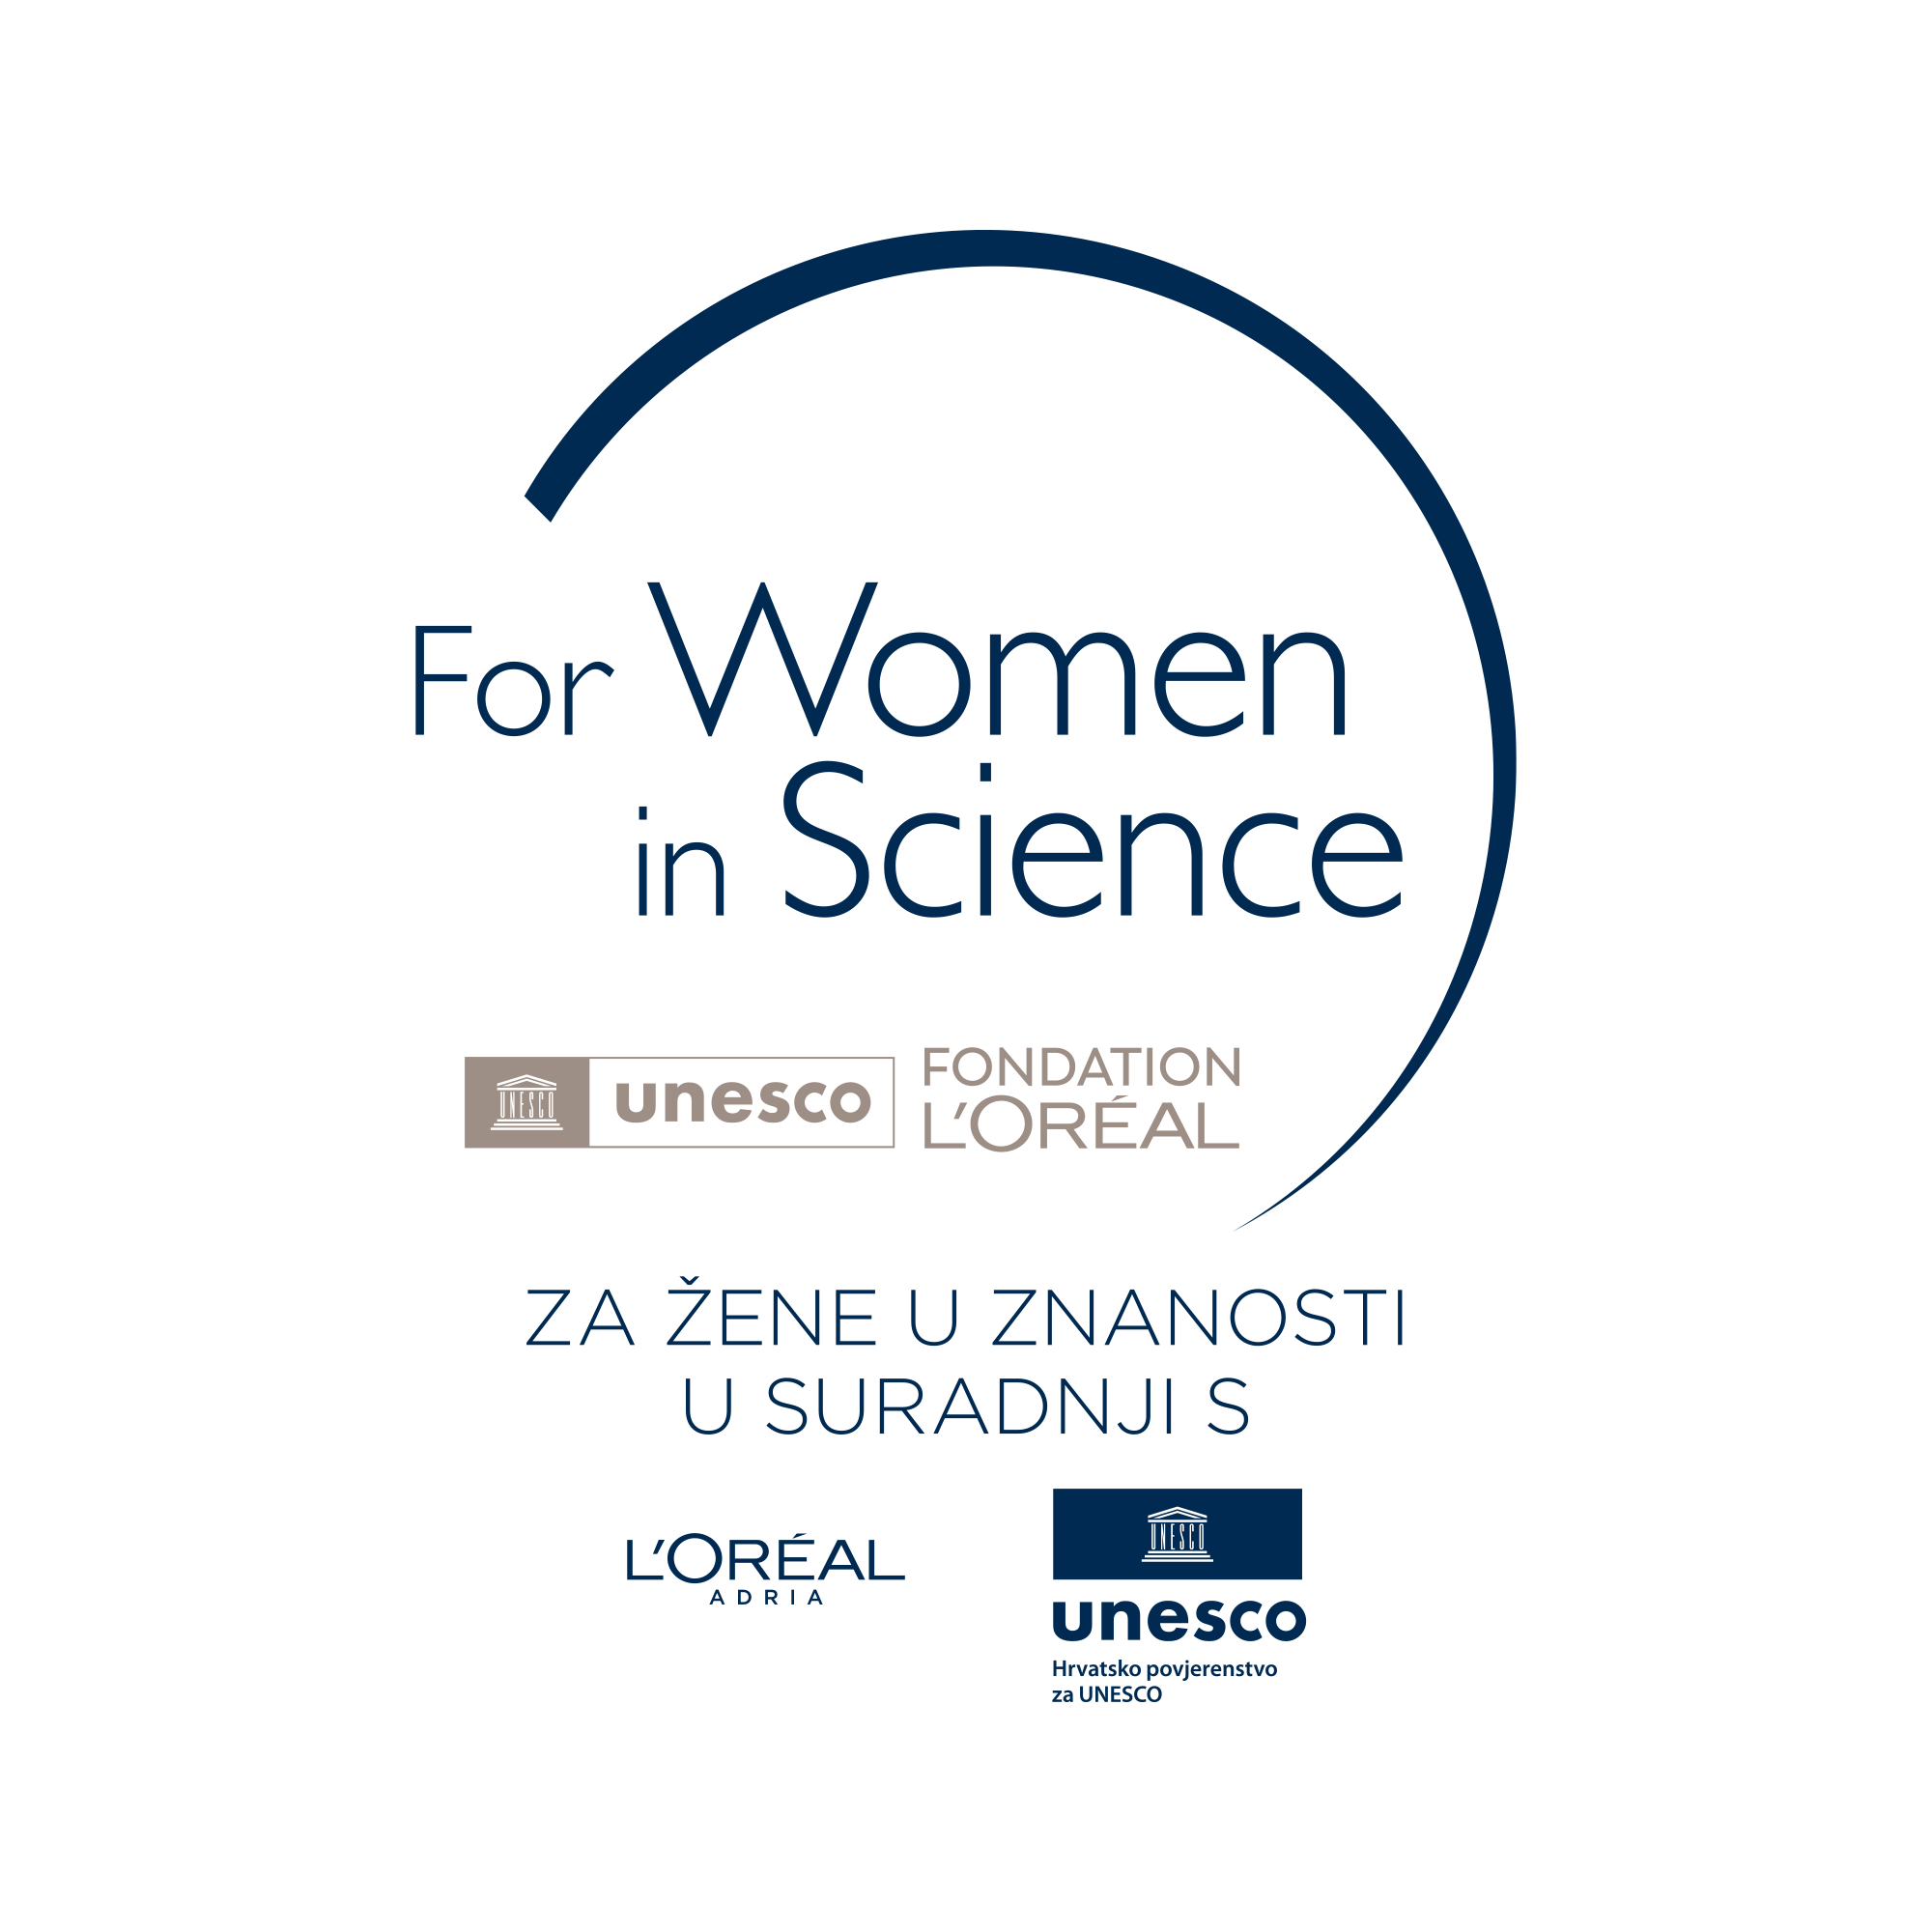 For Women
in Science
UNESCO
unesco
FONDATION
L'ORÉAL
ZA ŽENE U ZNANOSTI
U SURADNJI S
L'ORÉAL
ADRIA
UNESCO
unesco
Hrvatsko povjerenstvo
za UNESCO